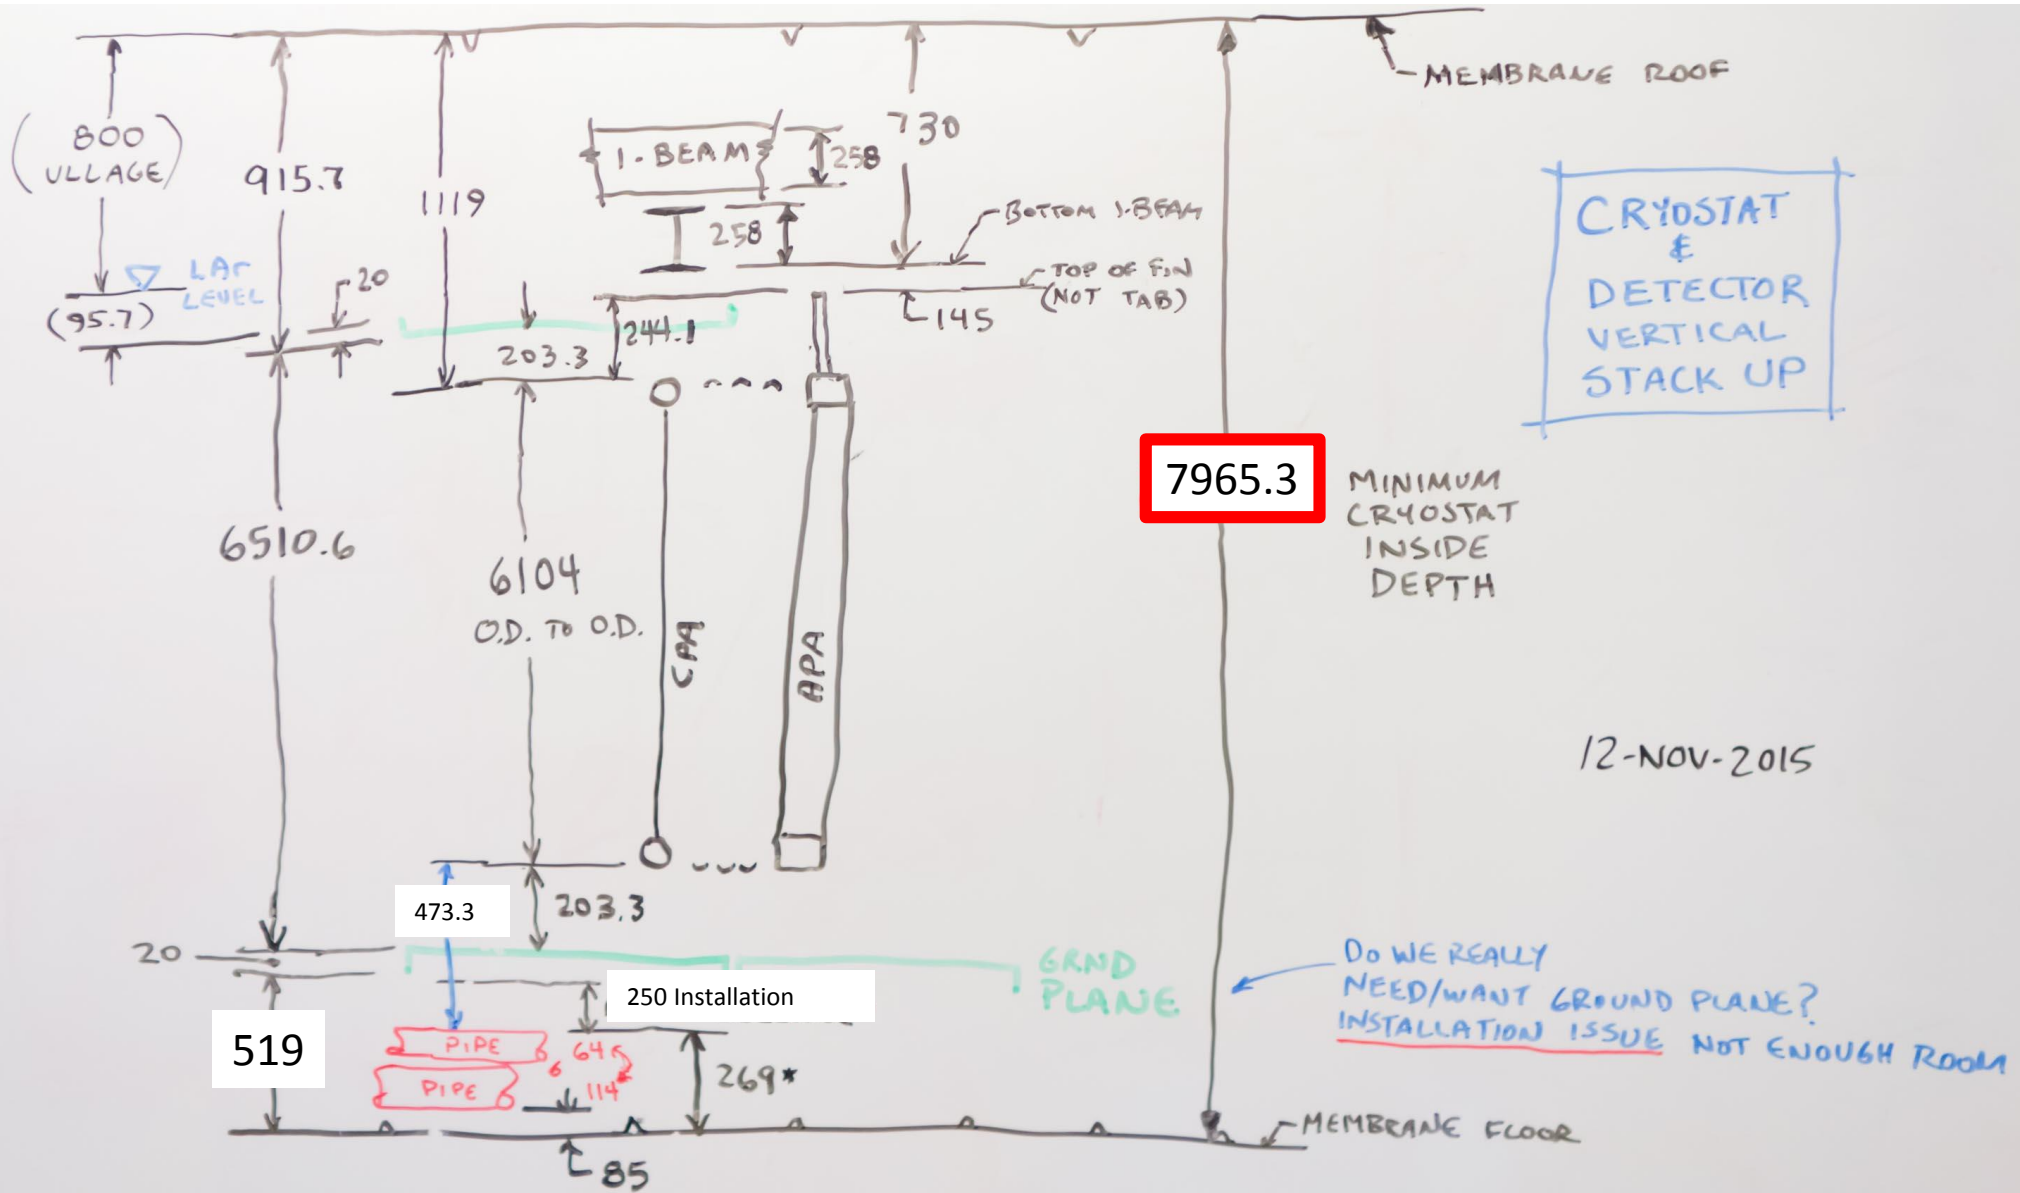 MEMBRANE ROOF
(800
ULLAGE)
915.7
1119
I-BEAM
258
730
258
BOTTOM I-BEAM
TOP OF FIN
(NOT TAB)
145
LAr
LEVEL
(95.7)
20
203.3
244.1
CRYOSTAT
&
DETECTOR
VERTICAL
STACK UP
7965.3
MINIMUM
CRYOSTAT
INSIDE
DEPTH
6510.6
6104
O.D. TO O.D.
CPA
APA
12-NOV-2015
473.3
203.3
20
GRND
PLANE
250 Installation
DO WE REALLY
NEED/WANT GROUND PLANE?
INSTALLATION ISSUE NOT ENOUGH ROOM
519
PIPE
6
64
PIPE
114
269*
MEMBRANE FLOOR
85